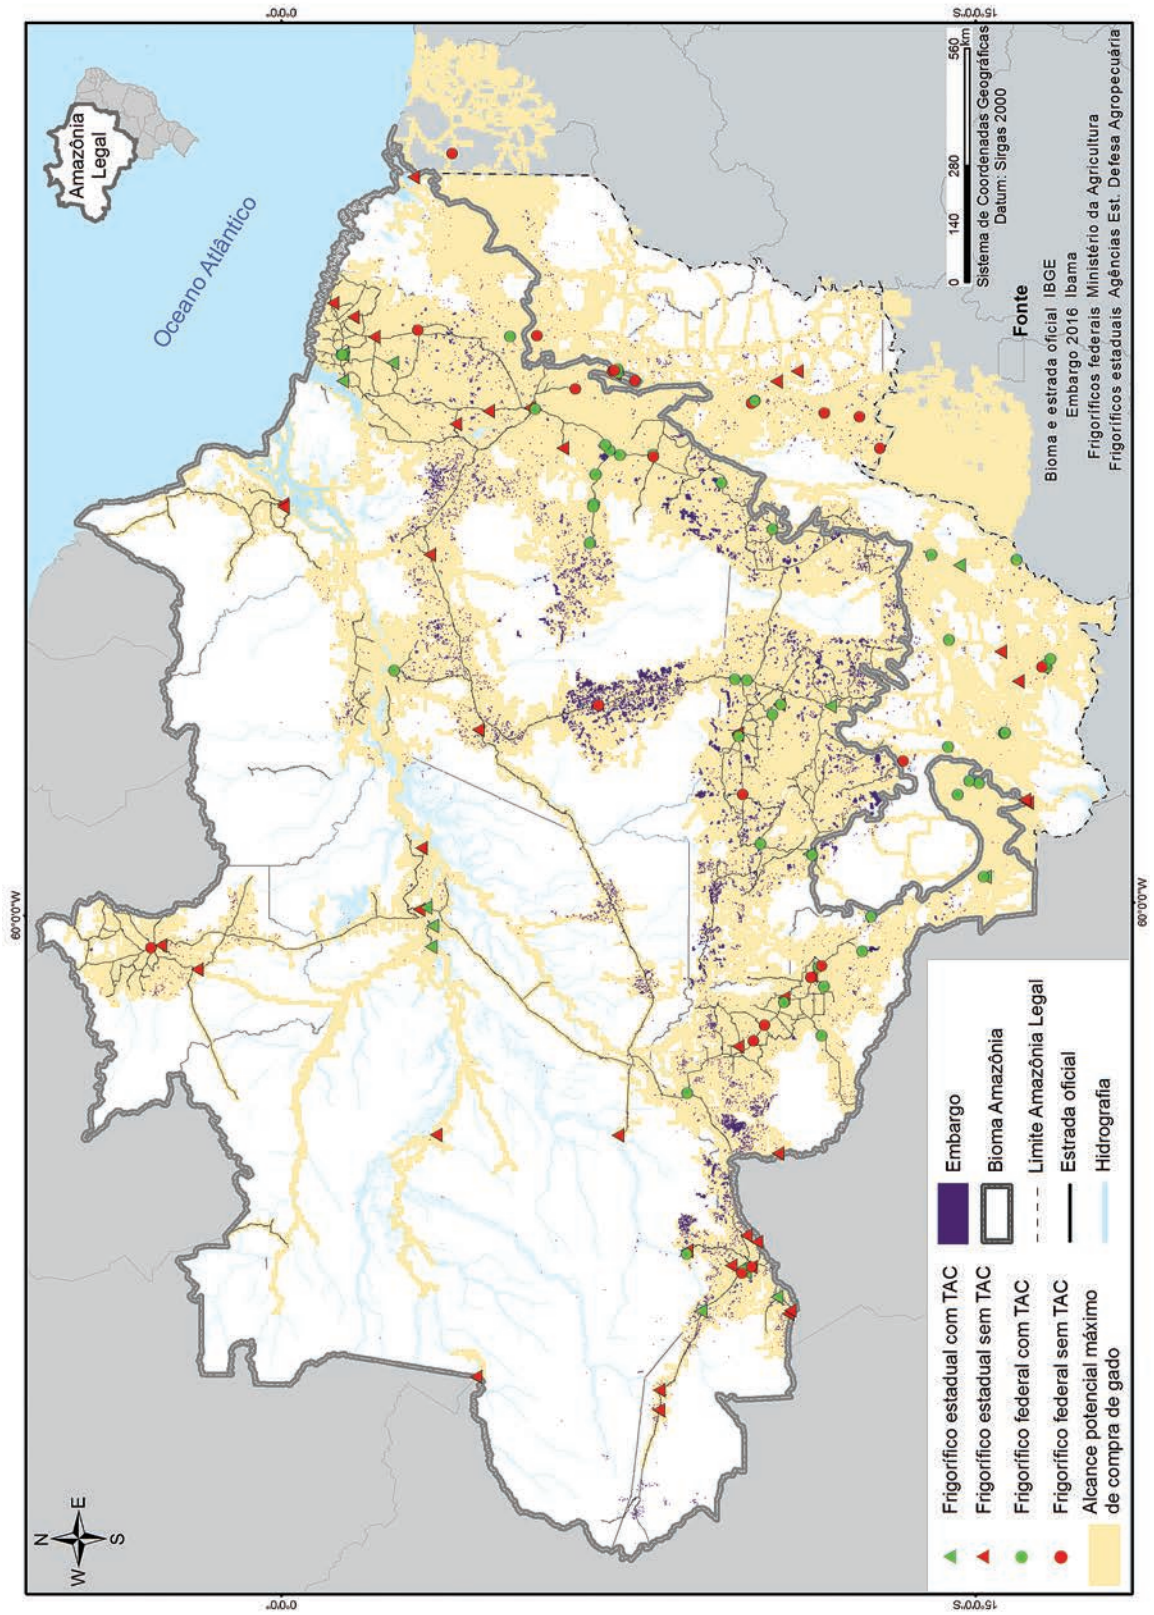 0°0'0"
15°0'0"S
60°0'0"W
60°0'0"W
0°0'0"
15°0'0"S
Amazônia
Legal
Oceano Atlântico
N
W
E
S
0
140
280
560
km
Sistema de Coordenadas Geográficas
Datum: Sirgas 2000
Fonte
Bioma e estrada oficial IBGE
Embargo 2016 Ibama
Frigoríficos federais Ministério da Agricultura
Frigoríficos estaduais Agências Est. Defesa Agropecuária
Frigorífico estadual com TAC
Frigorífico estadual sem TAC
Frigorífico federal com TAC
Frigorífico federal sem TAC
Alcance potencial máximo
de compra de gado
Embargo
Bioma Amazônia
Limite Amazônia Legal
Estrada oficial
Hidrografia